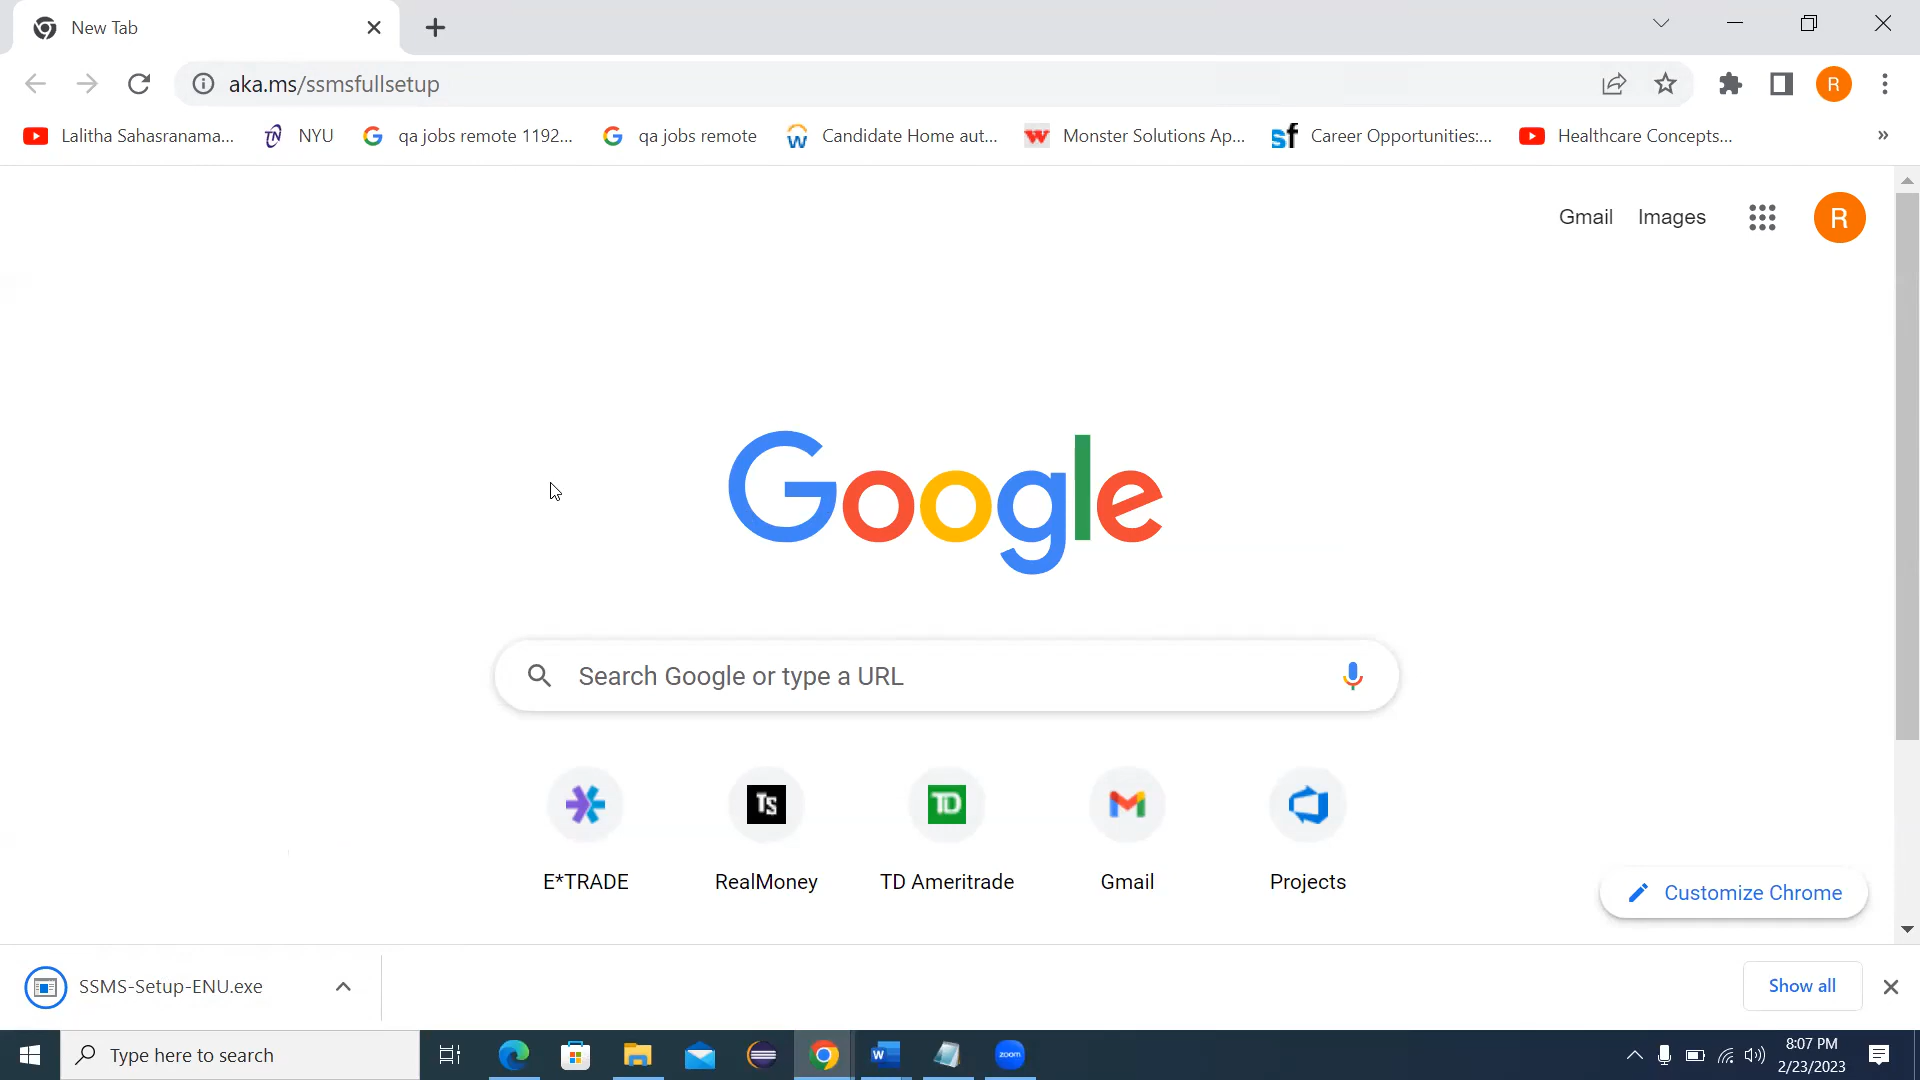 New Tab
aka.ms/ssmsfullsetup
R
Lalitha Sahasranama...
NYU
qa jobs remote 1192...
qa jobs remote
Candidate Home aut...
Monster Solutions Ap...
Career Opportunities:...
Healthcare Concepts...
»
Gmail
Images
R
Google
Search Google or type a URL
TS
TD
E*TRADE
RealMoney
TD Ameritrade
Gmail
Projects
Customize Chrome
SSMS-Setup-ENU.exe
Show all
Type here to search
zoom
8:07 PM
2/23/2023